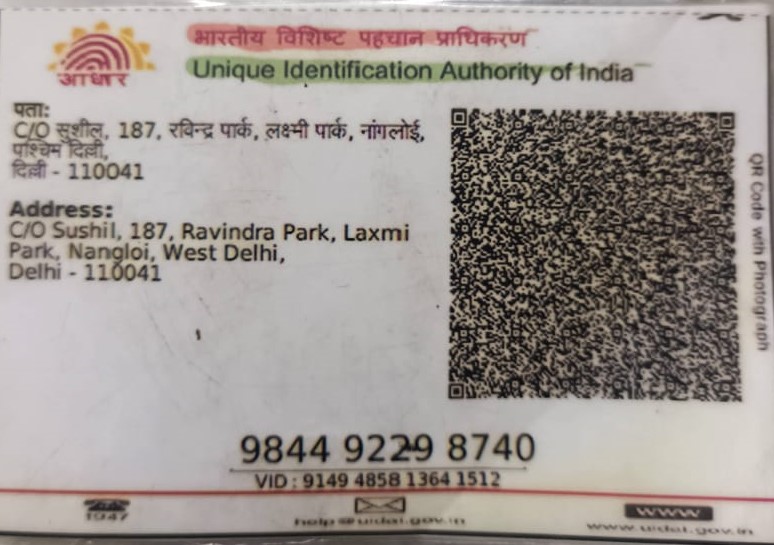 भारतीय विशिष्ट पहचान प्राधिकरण
आधार
Unique Identification Authority of India
पता:
C/O सुशील, 187, रविन्द्र पार्क, लक्ष्मी पार्क, नांगलोई,
पश्चिम दिल्ली,
दिल्ली - 110041
Address:
C/O Sushil, 187, Ravindra Park, Laxmi
Park, Nangloi, West Delhi,
Delhi - 110041
QR Code with Photograph
9844 9229 8740
VID : 9149 4858 1364 1512
1947
help@uidai.gov.in
www
www.uidai.gov.in